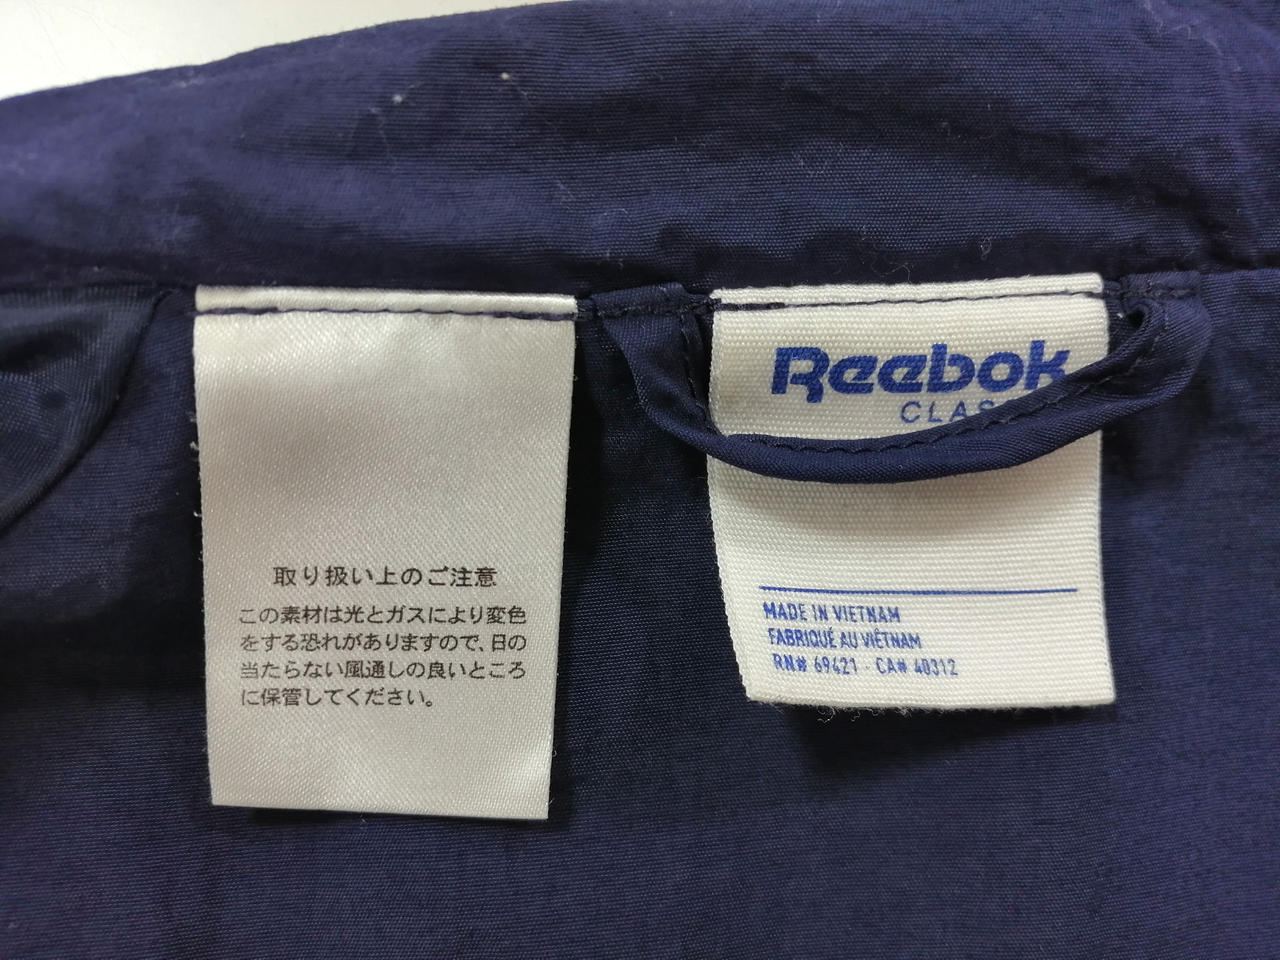 取り扱い上のご注意
この素材は光とガスにより変色
をする恐れがありますので、日の
当たらない風通しの良いところ
に保管してください。
Reebok
MADE IN VIETNAM
FABRIQUÉ AU VIÊTNAM
RN# 69421 · CA# 40312